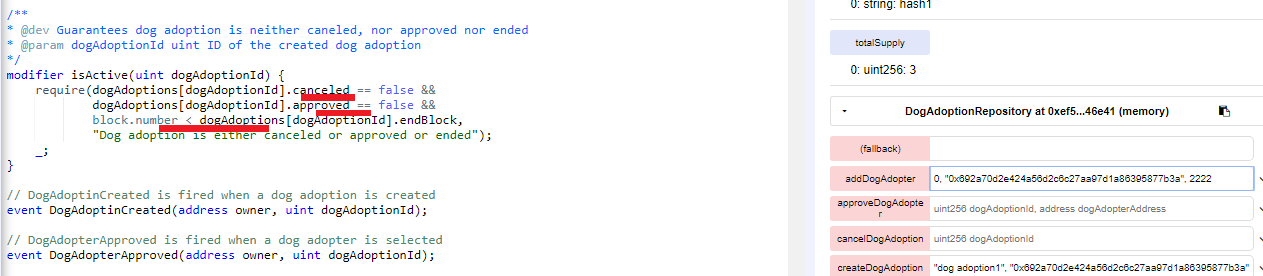 /**
* @dev Guarantees dog adoption is neither caneled, nor approved nor ended
* @param dogAdoptionId uint ID of the created dog adoption
*/
modifier isActive(uint dogAdoptionId) {
require(dogAdoptions[dogAdoptionId].canceled == false &&
dogAdoptions[dogAdoptionId].approved == false &&
block.number < dogAdoptions[dogAdoptionId].endBlock,
"Dog adoption is either canceled or approved or ended");
_;
}
// DogAdoptinCreated is fired when a dog adoption is created
event DogAdoptinCreated(address owner, uint dogAdoptionId);
// DogAdopterApproved is fired when a dog adopter is selected
event DogAdopterApproved(address owner, uint dogAdoptionId);
0: string: hash1
totalSupply
0: uint256: 3
DogAdoptionRepository at 0xef5...46e41 (memory)
(fallback)
addDogAdopter 0, "0x692a70d2e424a56d2c6c27aa97d1a86395877b3a", 2222
approveDogAdopte
r uint256 dogAdoptionId, address dogAdopterAddress
cancelDogAdoption uint256 dogAdoptionId
createDogAdoption "dog adoption1", "0x692a70d2e424a56d2c6c27aa97d1a86395877b3a"